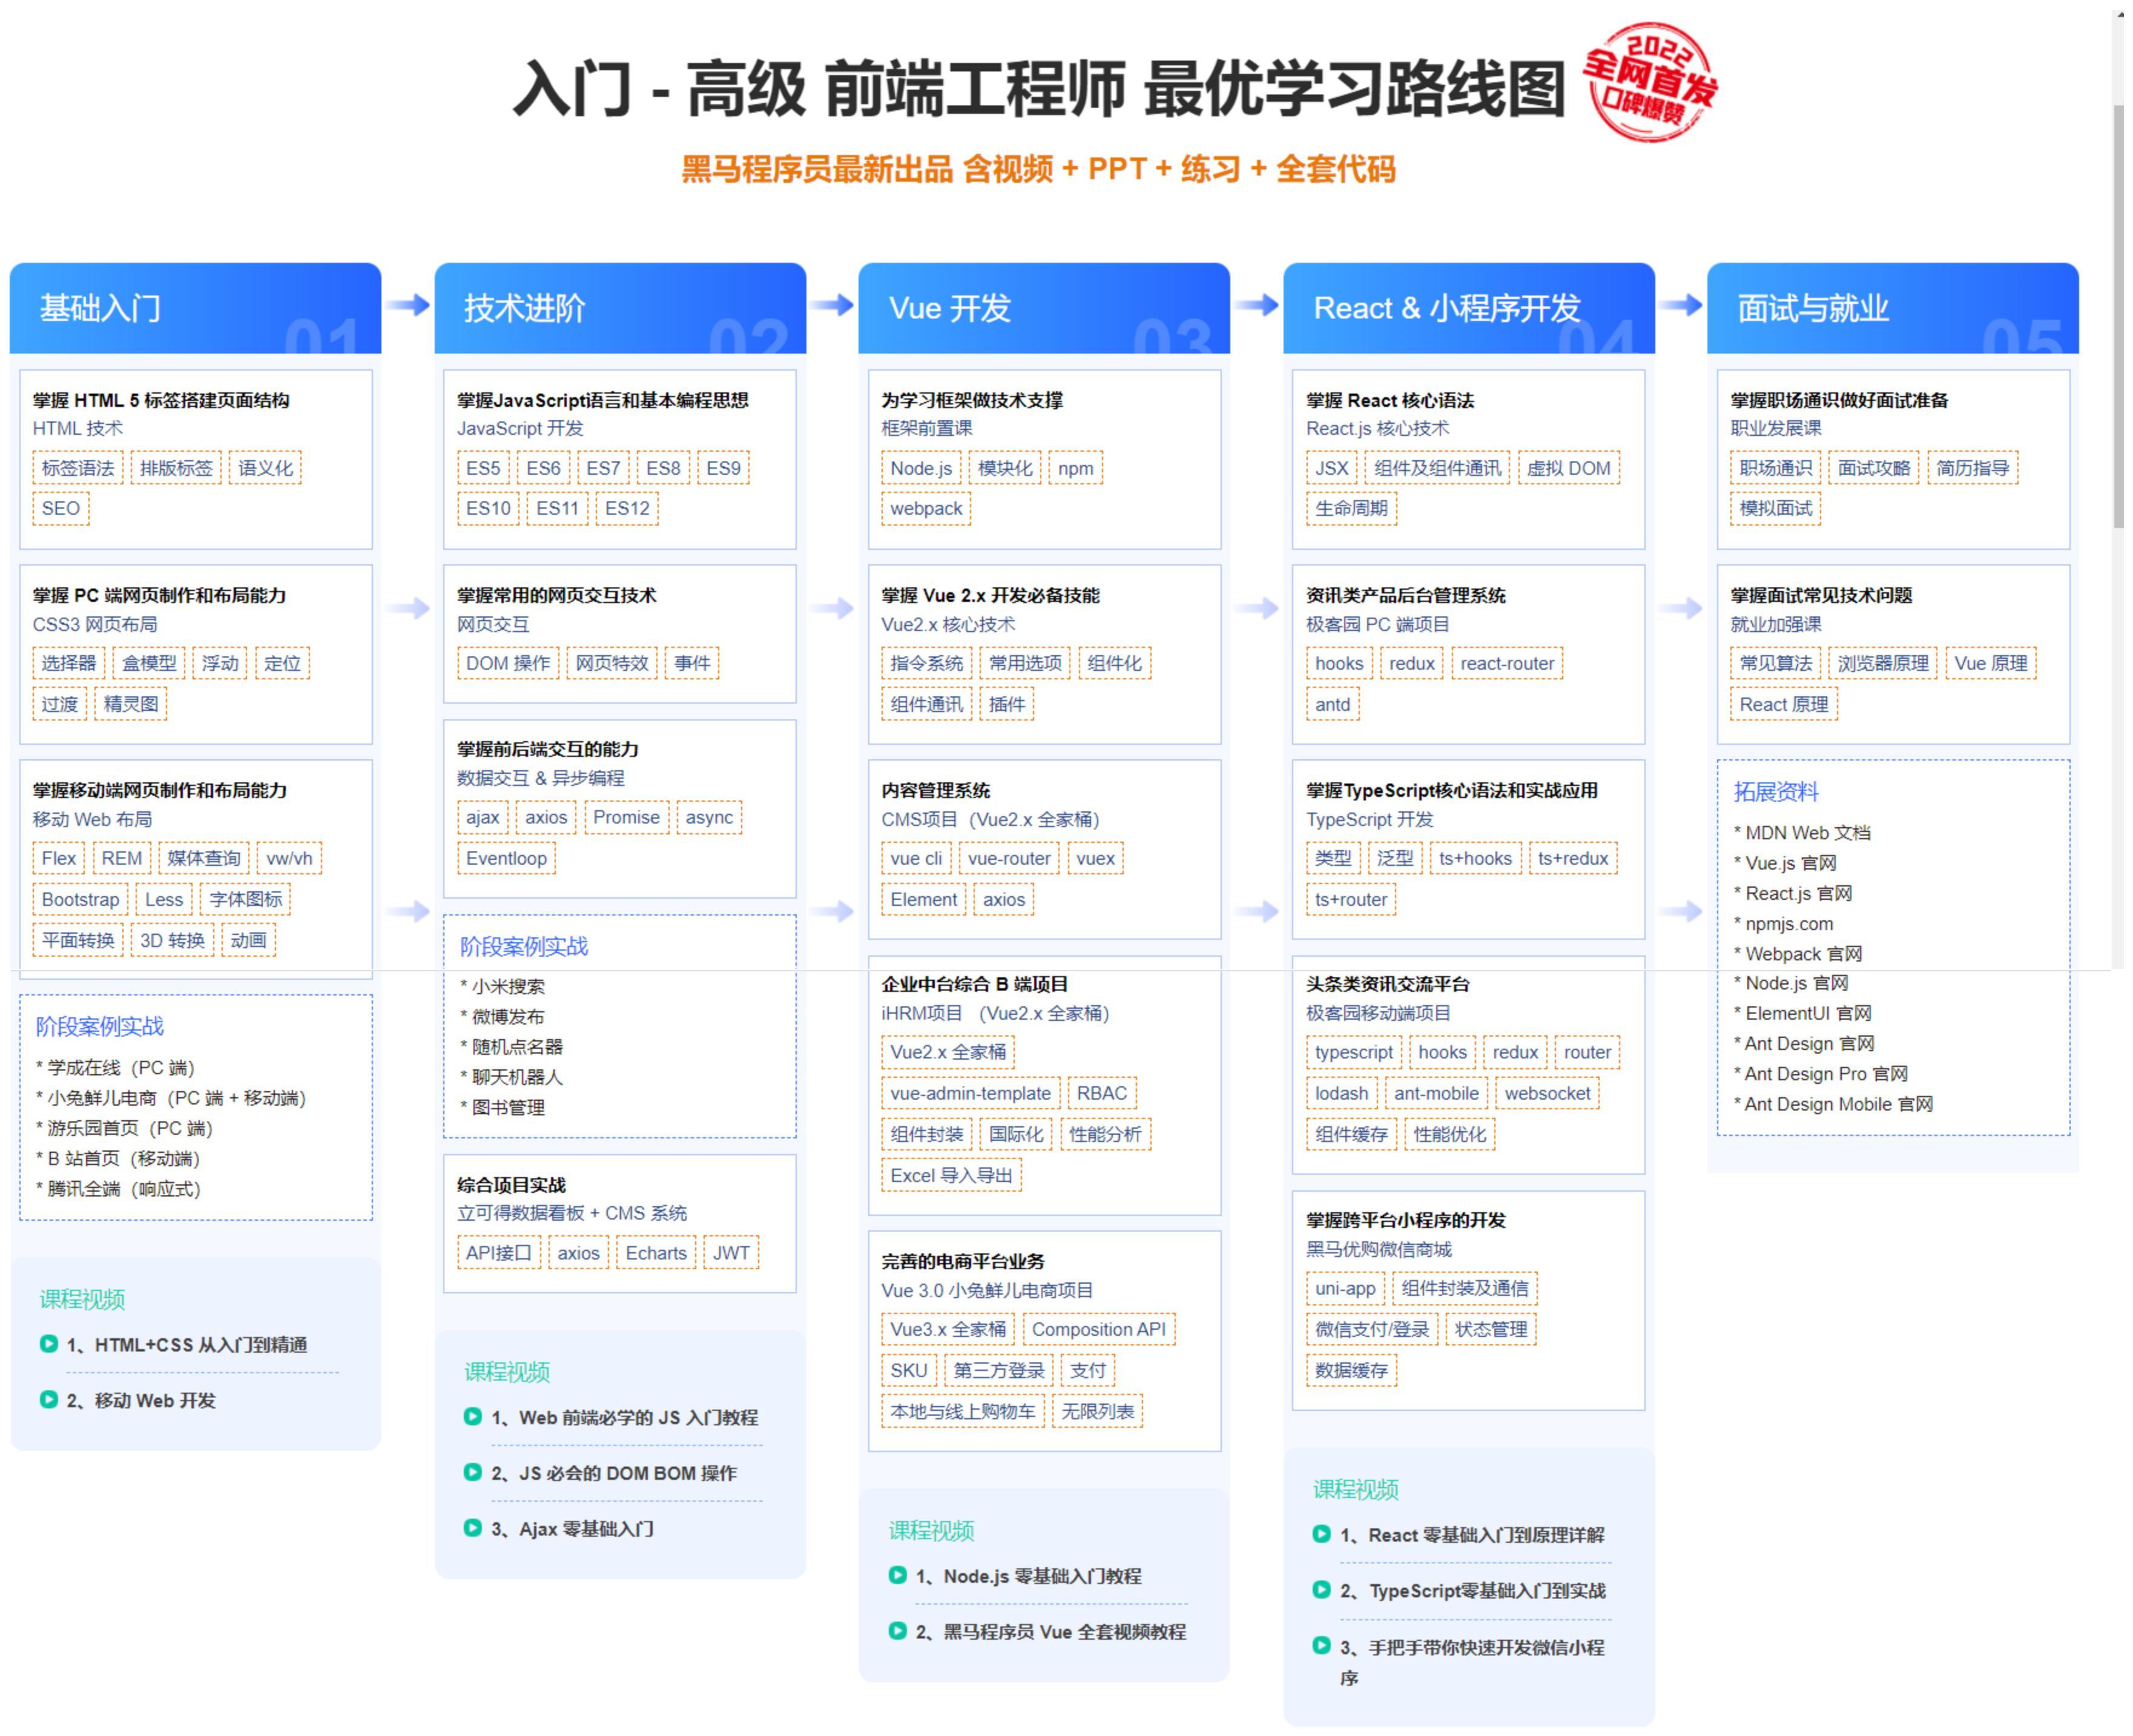 入门 - 高级 前端工程师 最优学习路线图
2022
全网首发
口碑爆赞
黑马程序员最新出品 含视频 + PPT + 练习 + 全套代码
基础入门
01
掌握 HTML 5 标签搭建页面结构
HTML 技术
标签语法 排版标签 语义化
SEO
掌握 PC 端网页制作和布局能力
CSS3 网页布局
选择器 盒模型 浮动 定位
过渡 精灵图
掌握移动端网页制作和布局能力
移动 Web 布局
Flex REM 媒体查询 vw/vh
Bootstrap Less 字体图标
平面转换 3D 转换 动画
阶段案例实战
* 学成在线（PC 端）
* 小兔鲜儿电商（PC 端 + 移动端）
* 游乐园首页（PC 端）
* B 站首页（移动端）
* 腾讯全端（响应式）
课程视频
1、HTML+CSS 从入门到精通
2、移动 Web 开发
技术进阶
02
掌握JavaScript语言和基本编程思想
JavaScript 开发
ES5 ES6 ES7 ES8 ES9
ES10 ES11 ES12
掌握常用的网页交互技术
网页交互
DOM 操作 网页特效 事件
掌握前后端交互的能力
数据交互 & 异步编程
ajax axios Promise async
Eventloop
阶段案例实战
* 小米搜索
* 微博发布
* 随机点名器
* 聊天机器人
* 图书管理
综合项目实战
立可得数据看板 + CMS 系统
API接口 axios Echarts JWT
课程视频
1、Web 前端必学的 JS 入门教程
2、JS 必会的 DOM BOM 操作
3、Ajax 零基础入门
Vue 开发
03
为学习框架做技术支撑
框架前置课
Node.js 模块化 npm
webpack
掌握 Vue 2.x 开发必备技能
Vue2.x 核心技术
指令系统 常用选项 组件化
组件通讯 插件
内容管理系统
CMS项目（Vue2.x 全家桶）
vue cli vue-router vuex
Element axios
企业中台综合 B 端项目
iHRM项目 （Vue2.x 全家桶）
Vue2.x 全家桶
vue-admin-template RBAC
组件封装 国际化 性能分析
Excel 导入导出
完善的电商平台业务
Vue 3.0 小兔鲜儿电商项目
Vue3.x 全家桶 Composition API
SKU 第三方登录 支付
本地与线上购物车 无限列表
课程视频
1、Node.js 零基础入门教程
2、黑马程序员 Vue 全套视频教程
React & 小程序开发
04
掌握 React 核心语法
React.js 核心技术
JSX 组件及组件通讯 虚拟 DOM
生命周期
资讯类产品后台管理系统
极客园 PC 端项目
hooks redux react-router
antd
掌握TypeScript核心语法和实战应用
TypeScript 开发
类型 泛型 ts+hooks ts+redux
ts+router
头条类资讯交流平台
极客园移动端项目
typescript hooks redux router
lodash ant-mobile websocket
组件缓存 性能优化
掌握跨平台小程序的开发
黑马优购微信商城
uni-app 组件封装及通信
微信支付/登录 状态管理
数据缓存
课程视频
1、React 零基础入门到原理详解
2、TypeScript零基础入门到实战
3、手把手带你快速开发微信小程
序
面试与就业
05
掌握职场通识做好面试准备
职业发展课
职场通识 面试攻略 简历指导
模拟面试
掌握面试常见技术问题
就业加强课
常见算法 浏览器原理 Vue 原理
React 原理
拓展资料
* MDN Web 文档
* Vue.js 官网
* React.js 官网
* npmjs.com
* Webpack 官网
* Node.js 官网
* ElementUI 官网
* Ant Design 官网
* Ant Design Pro 官网
* Ant Design Mobile 官网